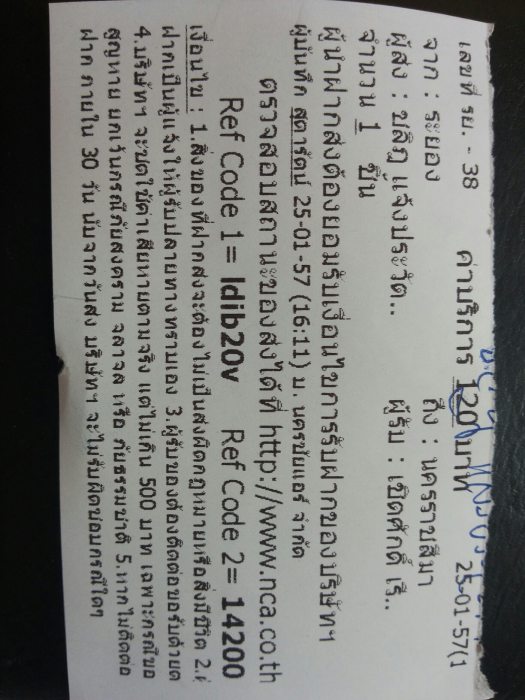 เลขที่ รย. - 38 ค่าบริการ 120 บาท 25-01-57(1
จาก : ระยอง ถึง : นครราชสีมา
ผู้ส่ง : ชลิฎ แจ้งประวัต.. ผู้รับ : เชิดศักดิ์ เรื..
จำนวน 1 ชิ้น
ผู้นำฝากส่งต้องยอมรับเงื่อนไขการรับฝากของบริษัทฯ
ผู้บันทึก สุดารัตน์ 25-01-57 (16:11) บ. นครชัยแอร์ จำกัด
ตรวจสอบสถานะของส่งได้ที่ http://www.nca.co.th
Ref Code 1= ldib20v Ref Code 2= 14200
เงื่อนไข : 1.สิ่งของที่ฝากส่งจะต้องไม่เป็นสิ่งผิดกฎหมายหรือสิ่งมีชีวิต 2.
ฝากเป็นผู้แจ้งให้ผู้รับปลายทางทราบเอง 3.ผู้รับของต้องติดต่อขอรับด้วยต
4.บริษัทฯ จะชดใช้ค่าเสียหายตามจริง แต่ไม่เกิน 500 บาท เฉพาะกรณีขอ
สูญหาย ยกเว้นกรณีภัยสงคราม จลาจล หรือ ภัยธรรมชาติ 5.หากไม่ติดต่อ
ฝาก ภายใน 30 วัน นับจากวันส่ง บริษัทฯ จะไม่รับผิดชอบกรณีใดๆ